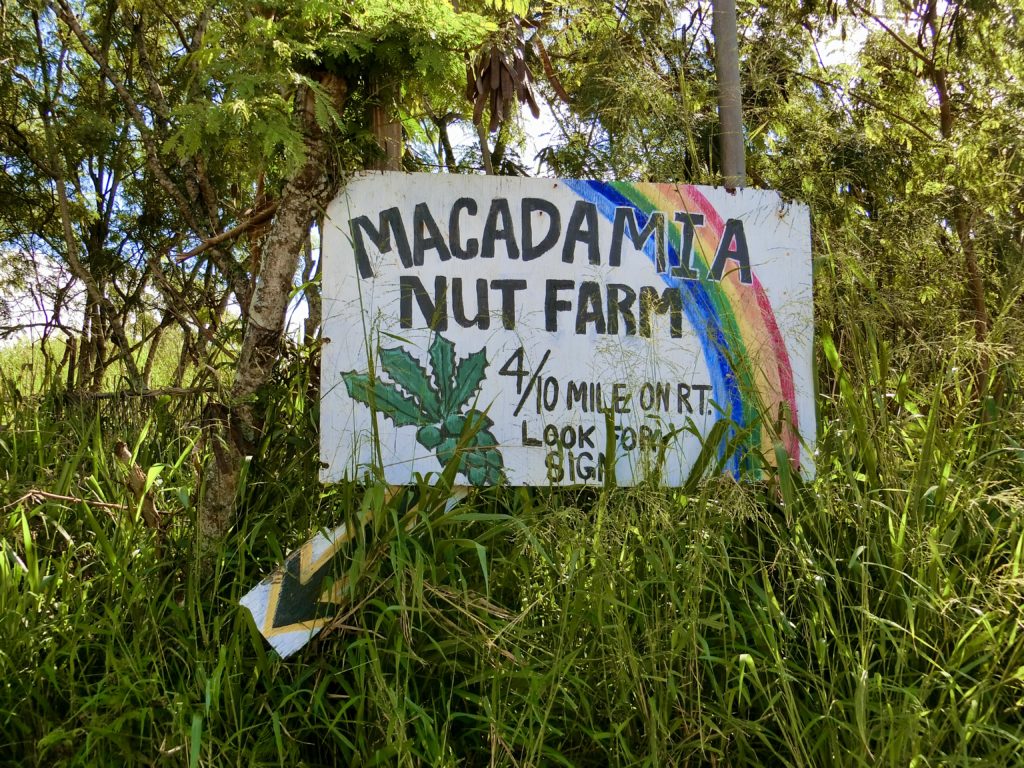 MACADAMIA
NUT FARM
4/10 MILE ON RT.
LOOK FOR
SIGN